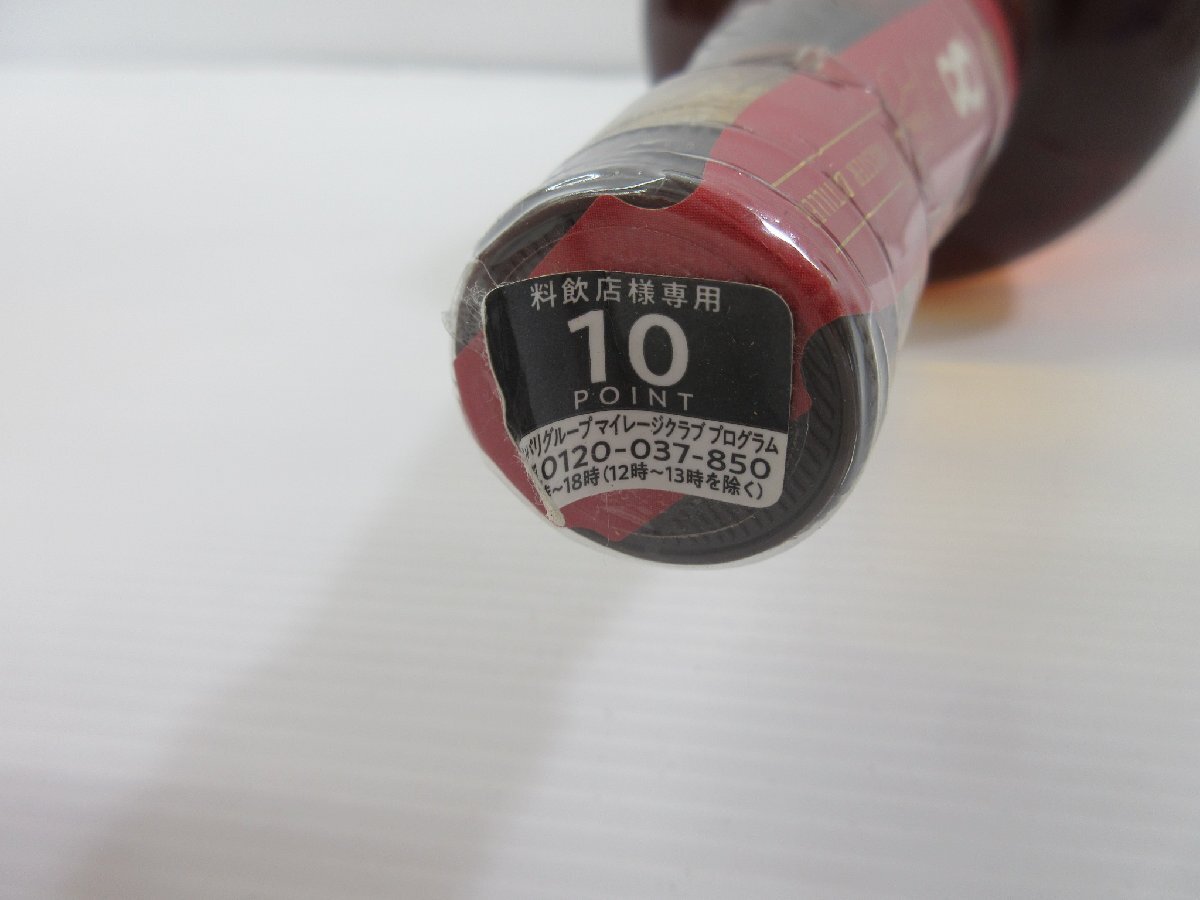 料飲店様専用
10
POINT
パリグループ マイレージクラブ プログラム
0120-037-850
~18時(12時~13時を除く)